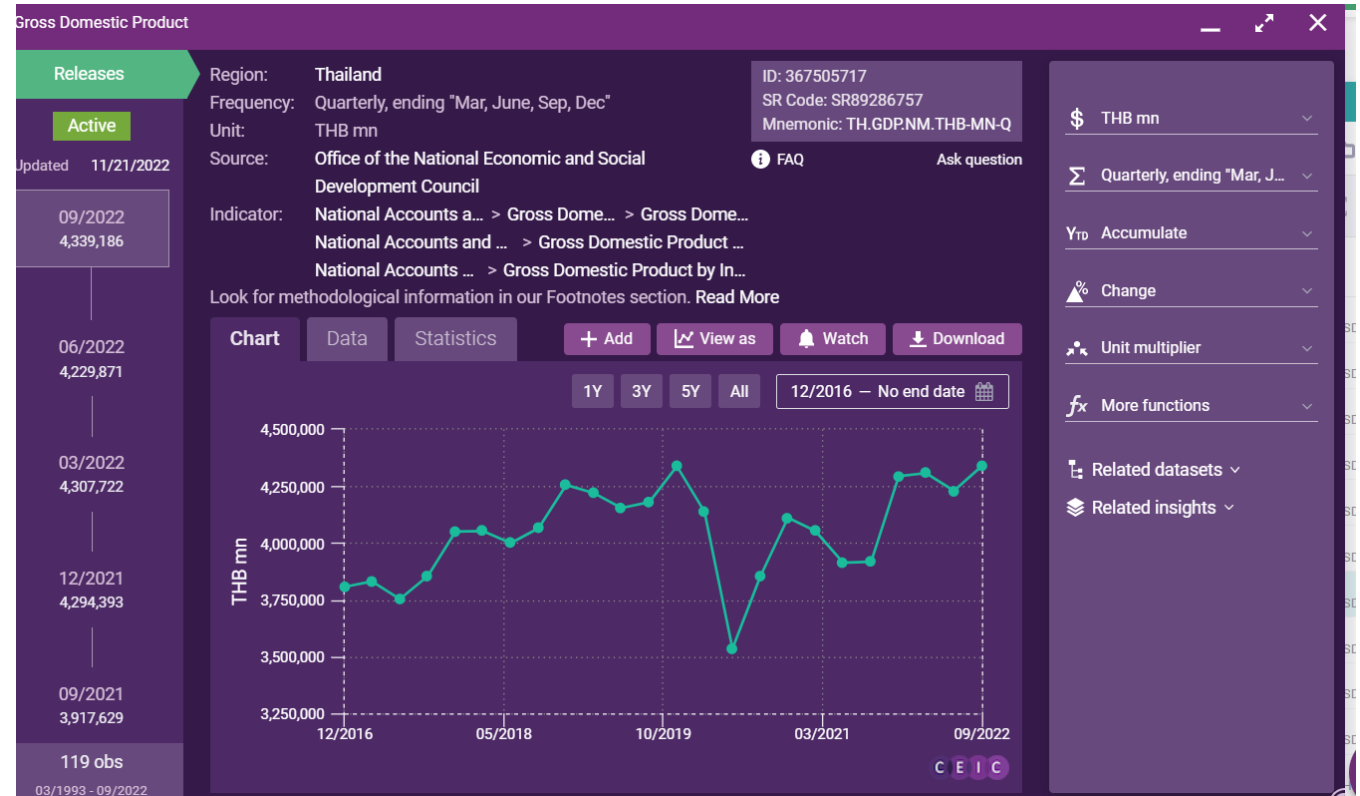 Gross Domestic Product
Releases
Active
Updated 11/21/2022
09/2022
4,339,186
06/2022
4,229,871
03/2022
4,307,722
12/2021
4,294,393
09/2021
3,917,629
119 obs
03/1993 - 09/2022
Region: Thailand
Frequency: Quarterly, ending "Mar, June, Sep, Dec"
Unit: THB mn
Source: Office of the National Economic and Social
Development Council
Indicator: National Accounts a... > Gross Dome... > Gross Dome...
National Accounts and ... > Gross Domestic Product ...
National Accounts ... > Gross Domestic Product by In...
Look for methodological information in our Footnotes section. Read More
ID: 367505717
SR Code: SR89286757
Mnemonic: TH.GDP.NM.THB-MN-Q
FAQ Ask question
Chart Data Statistics + Add View as Watch Download
1Y 3Y 5Y All 12/2016 – No end date
4,500,000
4,250,000
4,000,000
3,750,000
3,500,000
3,250,000
THB mn
12/2016 05/2018 10/2019 03/2021 09/2022
C E I C
$ THB mn
Σ Quarterly, ending "Mar, J...
YTD Accumulate
% Change
Unit multiplier
fx More functions
Related datasets
Related insights